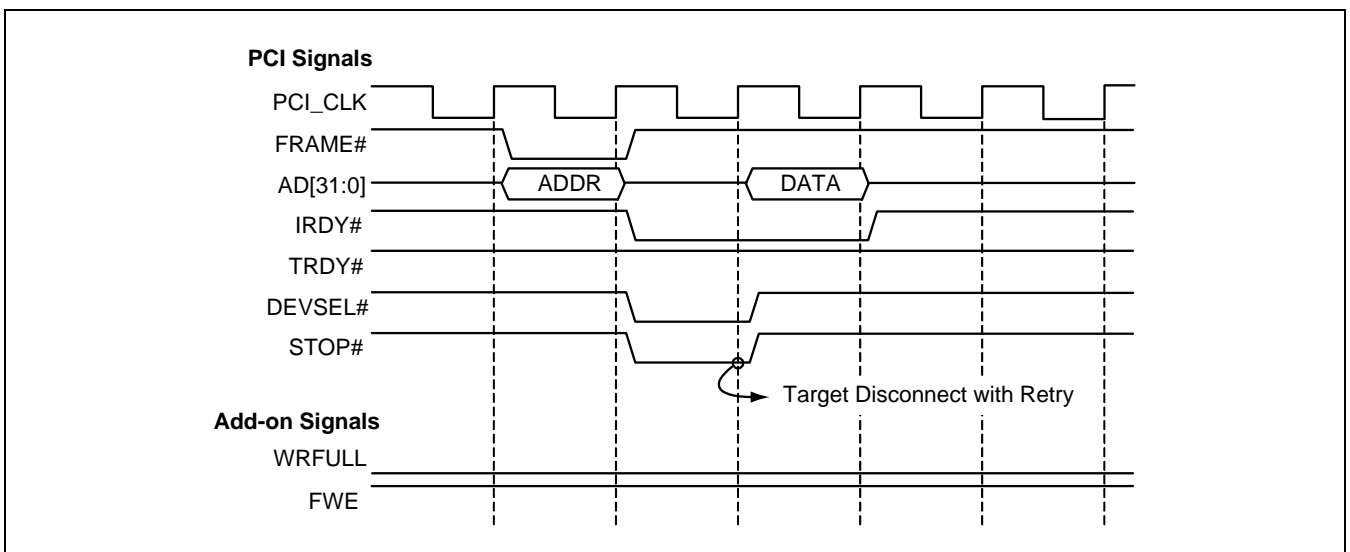 PCI Signals
PCI_CLK
FRAME#
AD[31:0] ADDR DATA
IRDY#
TRDY#
DEVSEL#
STOP#
Target Disconnect with Retry
Add-on Signals
WRFULL
FWE